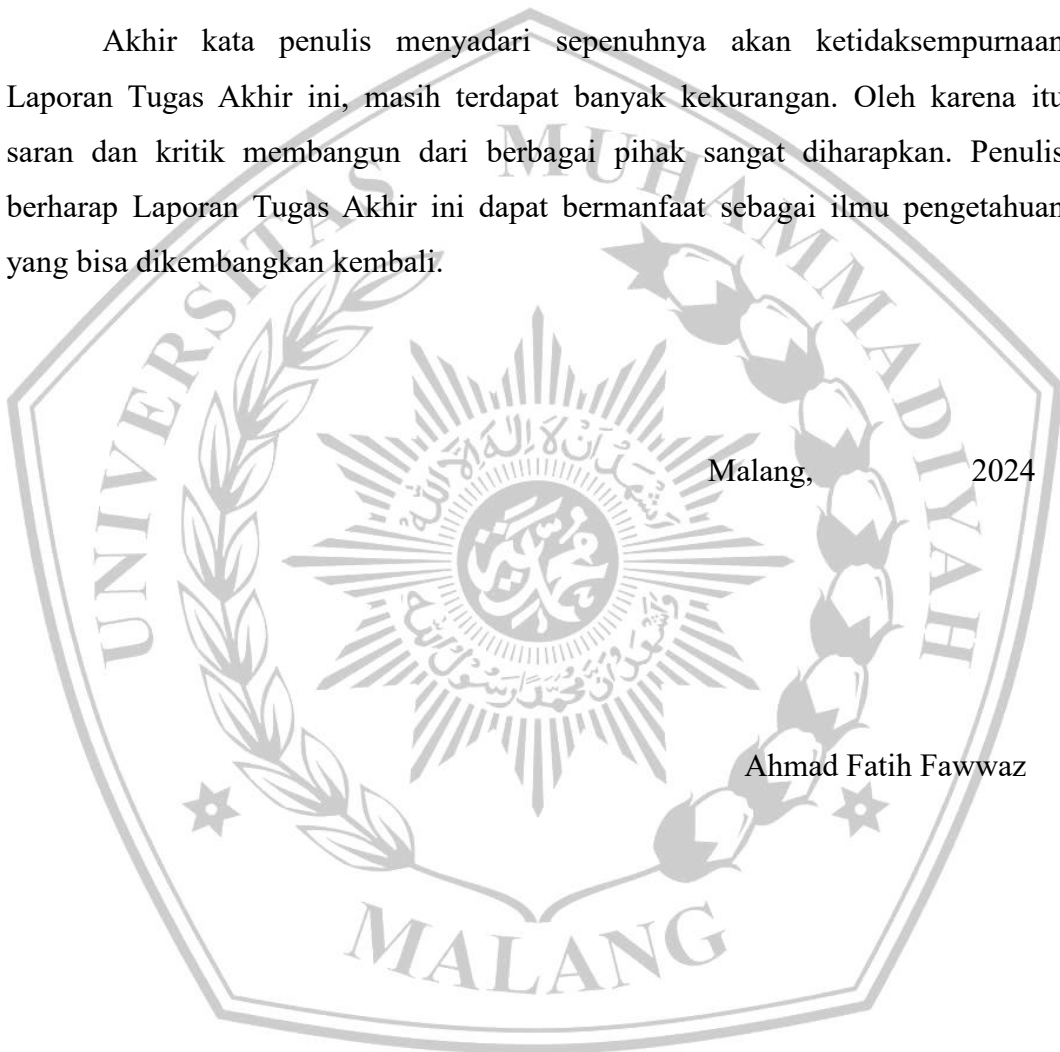 Akhir kata penulis menyadari sepenuhnya akan ketidaksempurnaan
Laporan Tugas Akhir ini, masih terdapat banyak kekurangan. Oleh karena itu
saran dan kritik membangun dari berbagai pihak sangat diharapkan. Penulis
berharap Laporan Tugas Akhir ini dapat bermanfaat sebagai ilmu pengetahuan
yang bisa dikembangkan kembali.
UNIVERSITAS MUHAMMADIYAH
Malang, 2024
Ahmad Fatih Fawwaz
MALANG